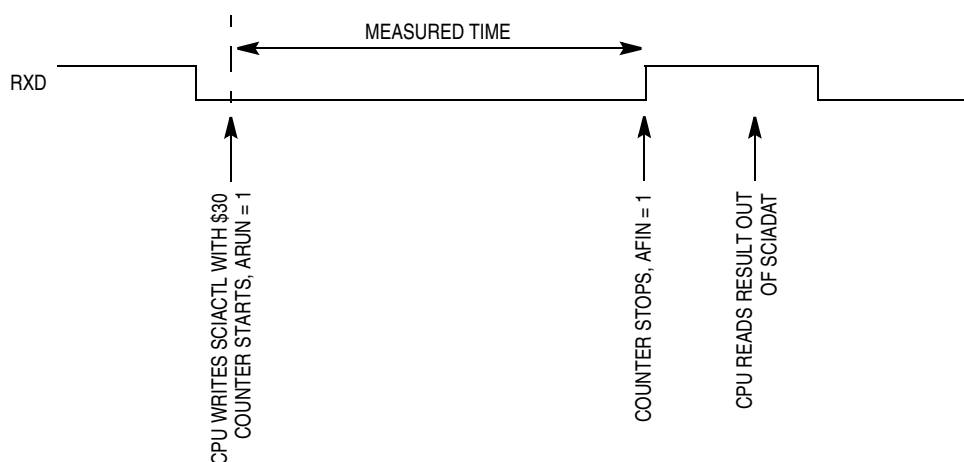 MEASURED TIME
RXD
CPU WRITES SCIACTL WITH $30
COUNTER STARTS, ARUN = 1
COUNTER STOPS, AFIN = 1
CPU READS RESULT OUT
OF SCIADAT